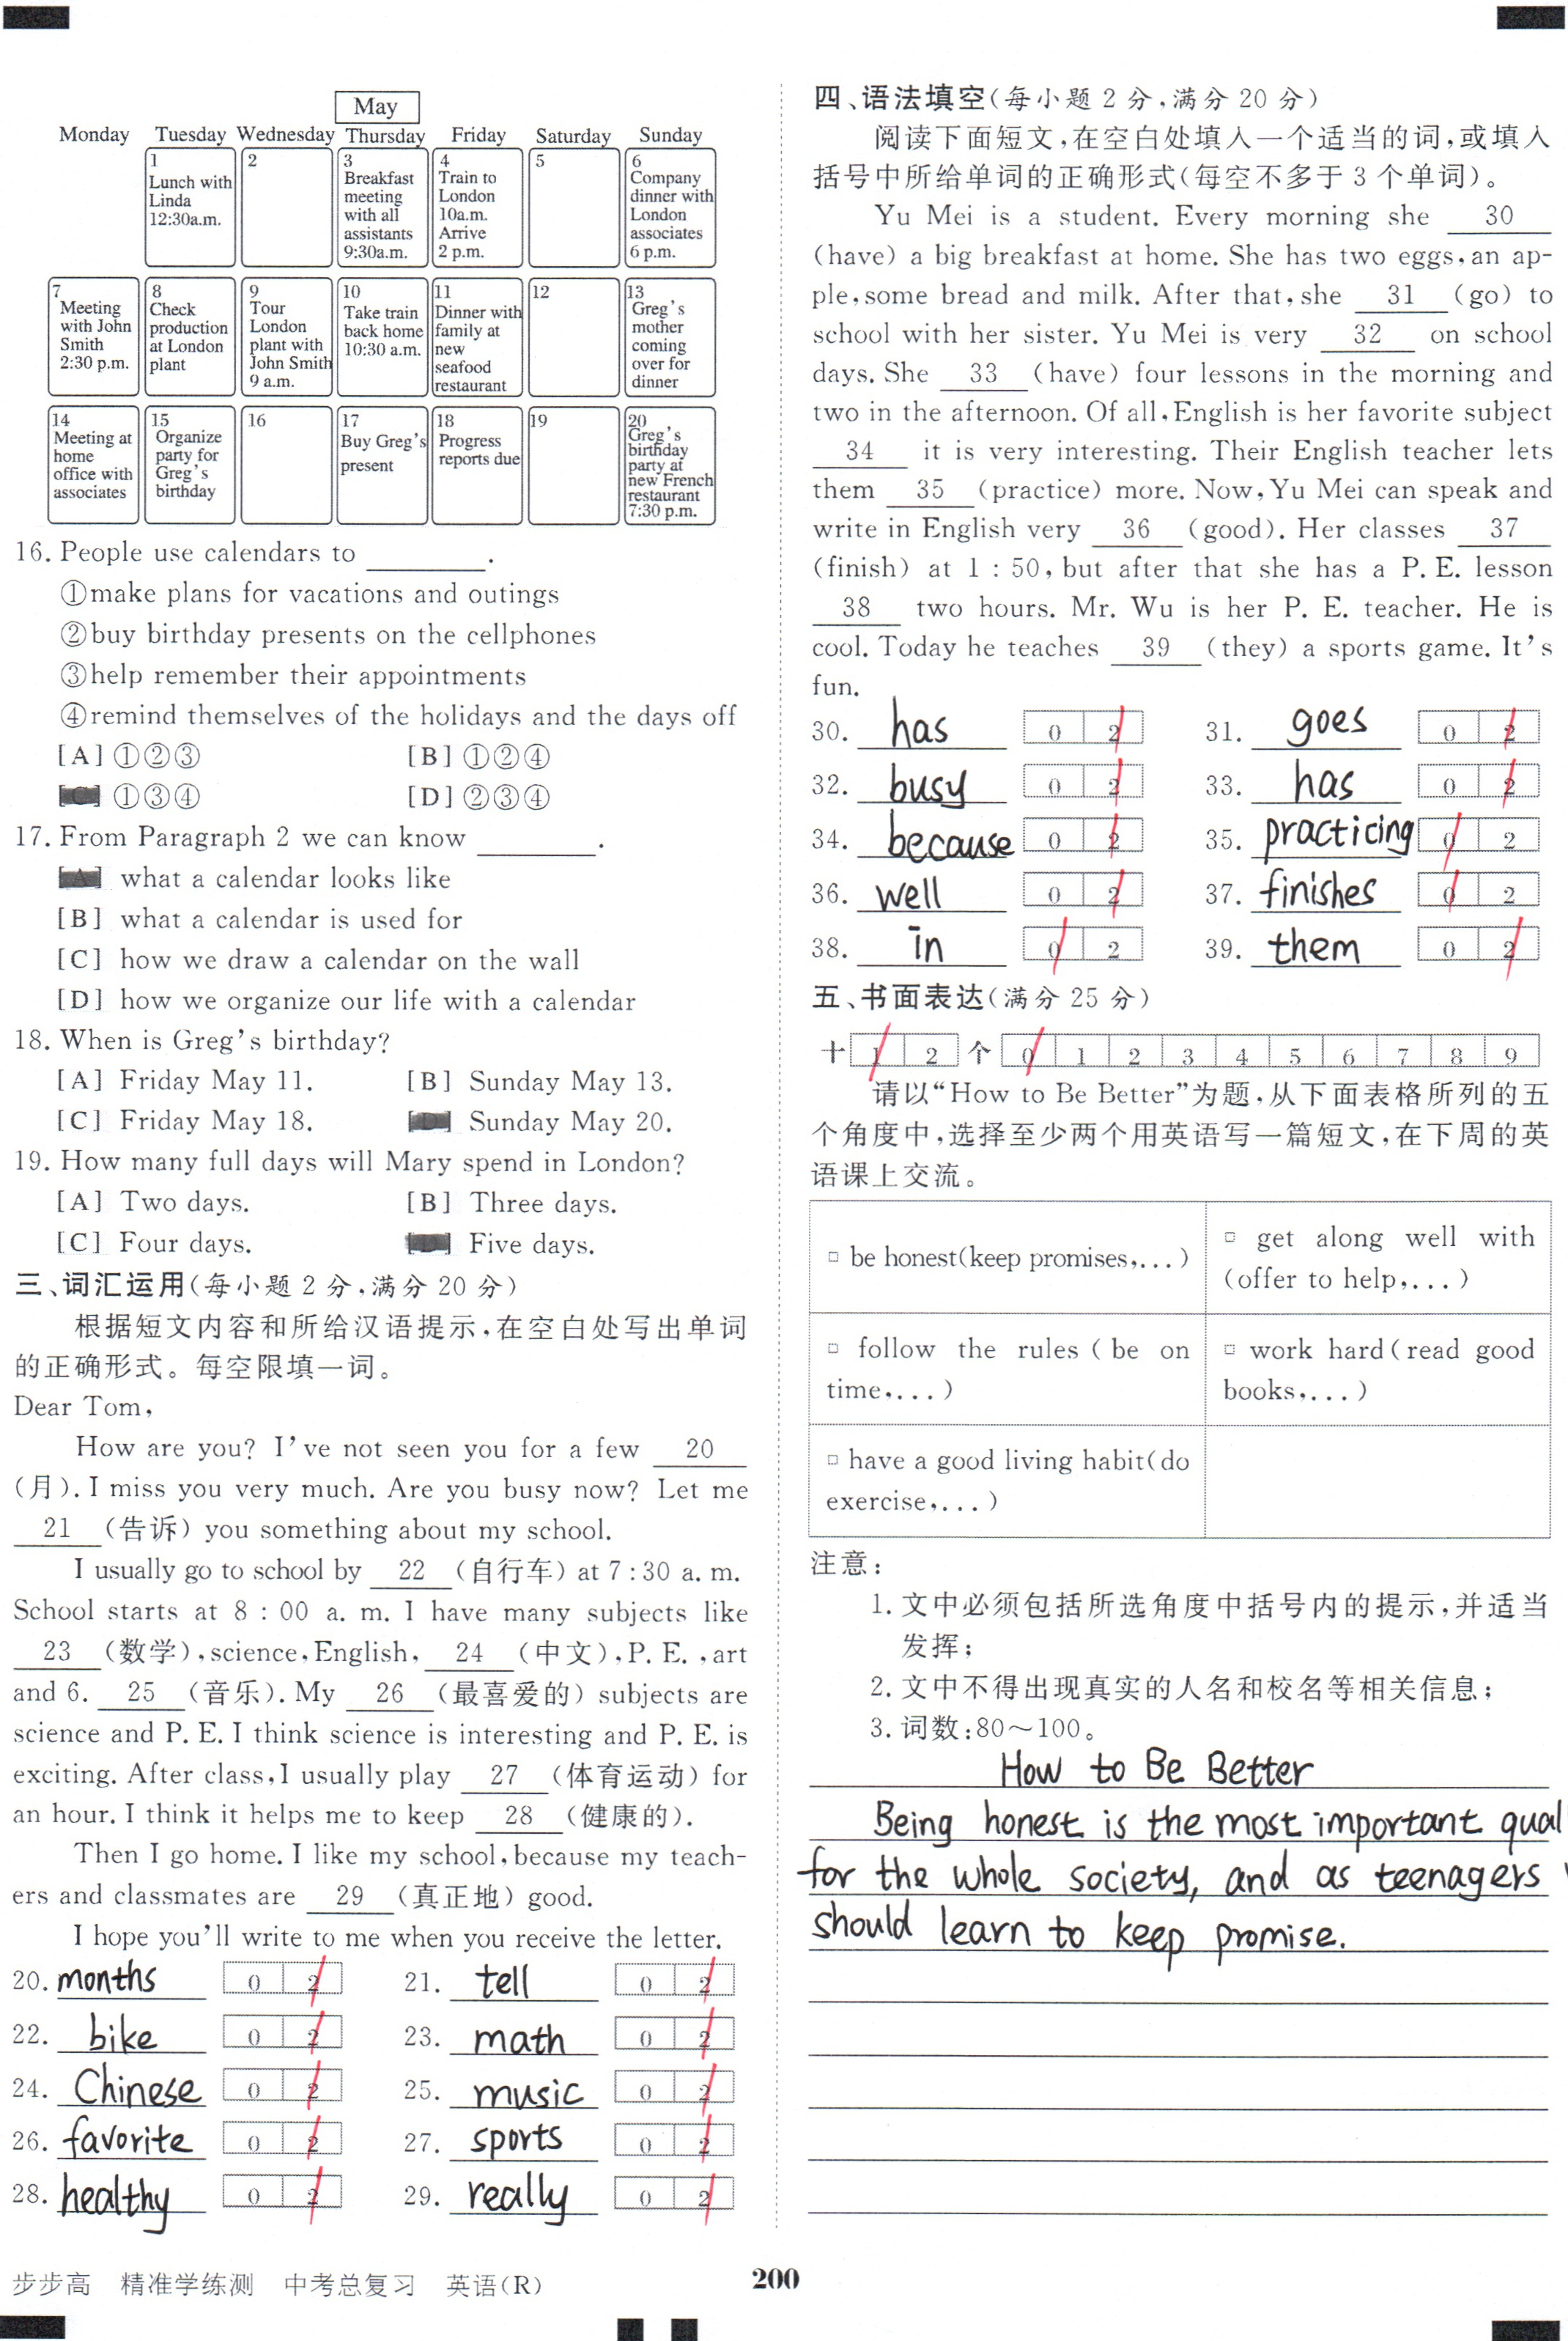 May
Monday Tuesday Wednesday Thursday Friday Saturday Sunday
1 Lunch with Linda 12:30a.m.
2
3 Breakfast meeting with all assistants 9:30a.m.
4 Train to London 10a.m. Arrive 2 p.m.
5
6 Company dinner with London associates 6 p.m.
7 Meeting with John Smith 2:30 p.m.
8 Check production at London plant
9 Tour London plant with John Smith 9 a.m.
10 Take train back home 10:30 a.m.
11 Dinner with family at new seafood restaurant
12
13 Greg's mother coming over for dinner
14 Meeting at home office with associates
15 Organize party for Greg's birthday
16
17 Buy Greg's present
18 Progress reports due
19
20 Greg's birthday party at new French restaurant 7:30 p.m.
16. People use calendars to ________.
①make plans for vacations and outings
②buy birthday presents on the cellphones
③help remember their appointments
④remind themselves of the holidays and the days off
[A] ①②③ [B] ①②④
[C] ①③④ [D] ②③④
17. From Paragraph 2 we can know ________.
[A] what a calendar looks like
[B] what a calendar is used for
[C] how we draw a calendar on the wall
[D] how we organize our life with a calendar
18. When is Greg's birthday?
[A] Friday May 11. [B] Sunday May 13.
[C] Friday May 18. [D] Sunday May 20.
19. How many full days will Mary spend in London?
[A] Two days. [B] Three days.
[C] Four days. [D] Five days.
三、词汇运用(每小题 2 分,满分 20 分)
根据短文内容和所给汉语提示,在空白处写出单词
的正确形式。每空限填一词。
Dear Tom,
How are you? I've not seen you for a few 20
(月). I miss you very much. Are you busy now? Let me
21 (告诉) you something about my school.
I usually go to school by 22 (自行车) at 7:30 a. m.
School starts at 8 : 00 a. m. I have many subjects like
23 (数学), science, English, 24 (中文), P. E. , art
and 6. 25 (音乐). My 26 (最喜爱的) subjects are
science and P. E. I think science is interesting and P. E. is
exciting. After class, I usually play 27 (体育运动) for
an hour. I think it helps me to keep 28 (健康的).
Then I go home. I like my school, because my teach-
ers and classmates are 29 (真正地) good.
I hope you'll write to me when you receive the letter.
20. months 0 2 21. tell 0 2
22. bike 0 2 23. math 0 2
24. Chinese 0 2 25. music 0 2
26. favorite 0 2 27. sports 0 2
28. healthy 0 2 29. really 0 2
四、语法填空(每小题 2 分,满分 20 分)
阅读下面短文,在空白处填入一个适当的词,或填入
括号中所给单词的正确形式(每空不多于 3 个单词)。
Yu Mei is a student. Every morning she 30
(have) a big breakfast at home. She has two eggs, an ap-
ple, some bread and milk. After that, she 31 (go) to
school with her sister. Yu Mei is very 32 on school
days. She 33 (have) four lessons in the morning and
two in the afternoon. Of all, English is her favorite subject
34 it is very interesting. Their English teacher lets
them 35 (practice) more. Now, Yu Mei can speak and
write in English very 36 (good). Her classes 37
(finish) at 1 : 50, but after that she has a P. E. lesson
38 two hours. Mr. Wu is her P. E. teacher. He is
cool. Today he teaches 39 (they) a sports game. It's
fun.
30. has 0 2 31. goes 0 2
32. busy 0 2 33. has 0 2
34. because 0 2 35. practicing 0 2
36. well 0 2 37. finishes 0 2
38. in 0 2 39. them 0 2
五、书面表达(满分 25 分)
十 1 2 个 0 1 2 3 4 5 6 7 8 9
请以“How to Be Better”为题,从下面表格所列的五
个角度中,选择至少两个用英语写一篇短文,在下周的英
语课上交流。
□ be honest(keep promises,...)
□ get along well with
(offer to help,...)
□ follow the rules (be on
time,...)
□ work hard(read good
books,...)
□ have a good living habit(do
exercise,...)
注意:
1. 文中必须包括所选角度中括号内的提示,并适当
发挥;
2. 文中不得出现真实的人名和校名等相关信息;
3. 词数:80~100。
How to Be Better
Being honest is the most important qual
for the whole society, and as teenagers
should learn to keep promise.
步步高 精准学练测 中考总复习 英语(R)
200